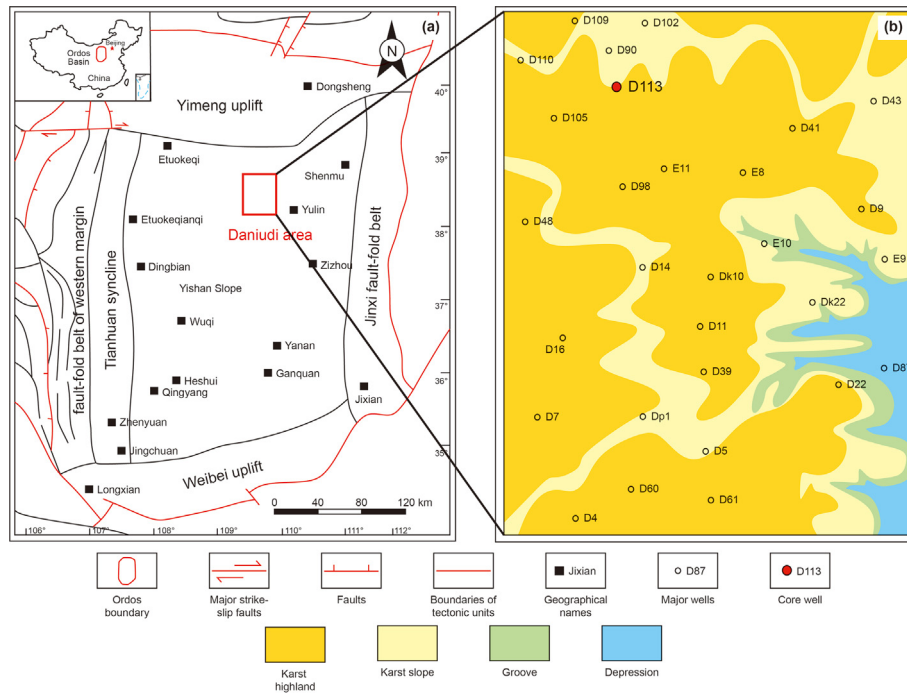 (a)
Beijing
Ordos
Basin
China
N
Dongsheng
Yimeng uplift
40°
Etuokeqi
Shenmu
39°
Yulin
Etuokeqianqi
Daniudi area
38°
Dingbian
Zizhou
Yishan Slope
37°
Wuqi
Yanan
Ganquan
36°
Heshui
Qingyang
Jixian
Zhenyuan
35°
Jingchuan
Weibei uplift
Longxian
fault-fold belt of western margin
Tianhuan syncline
Jinxi fault-fold belt
0 40 80 120 km
106° 107° 108° 109° 110° 111° 112°
(b)
D109
D102
D90
D110
D113
D43
D105
D41
E11
E8
D98
D9
D48
E10
E9
D14
Dk10
Dk22
D11
D16
D87
D39
D22
D7
Dp1
D5
D60
D61
D4
Jixian
D87
D113
Ordos
boundary
Major strike-
slip faults
Faults
Boundaries of
tectonic units
Geographical
names
Major wells
Core well
Karst
highland
Karst slope
Groove
Depression